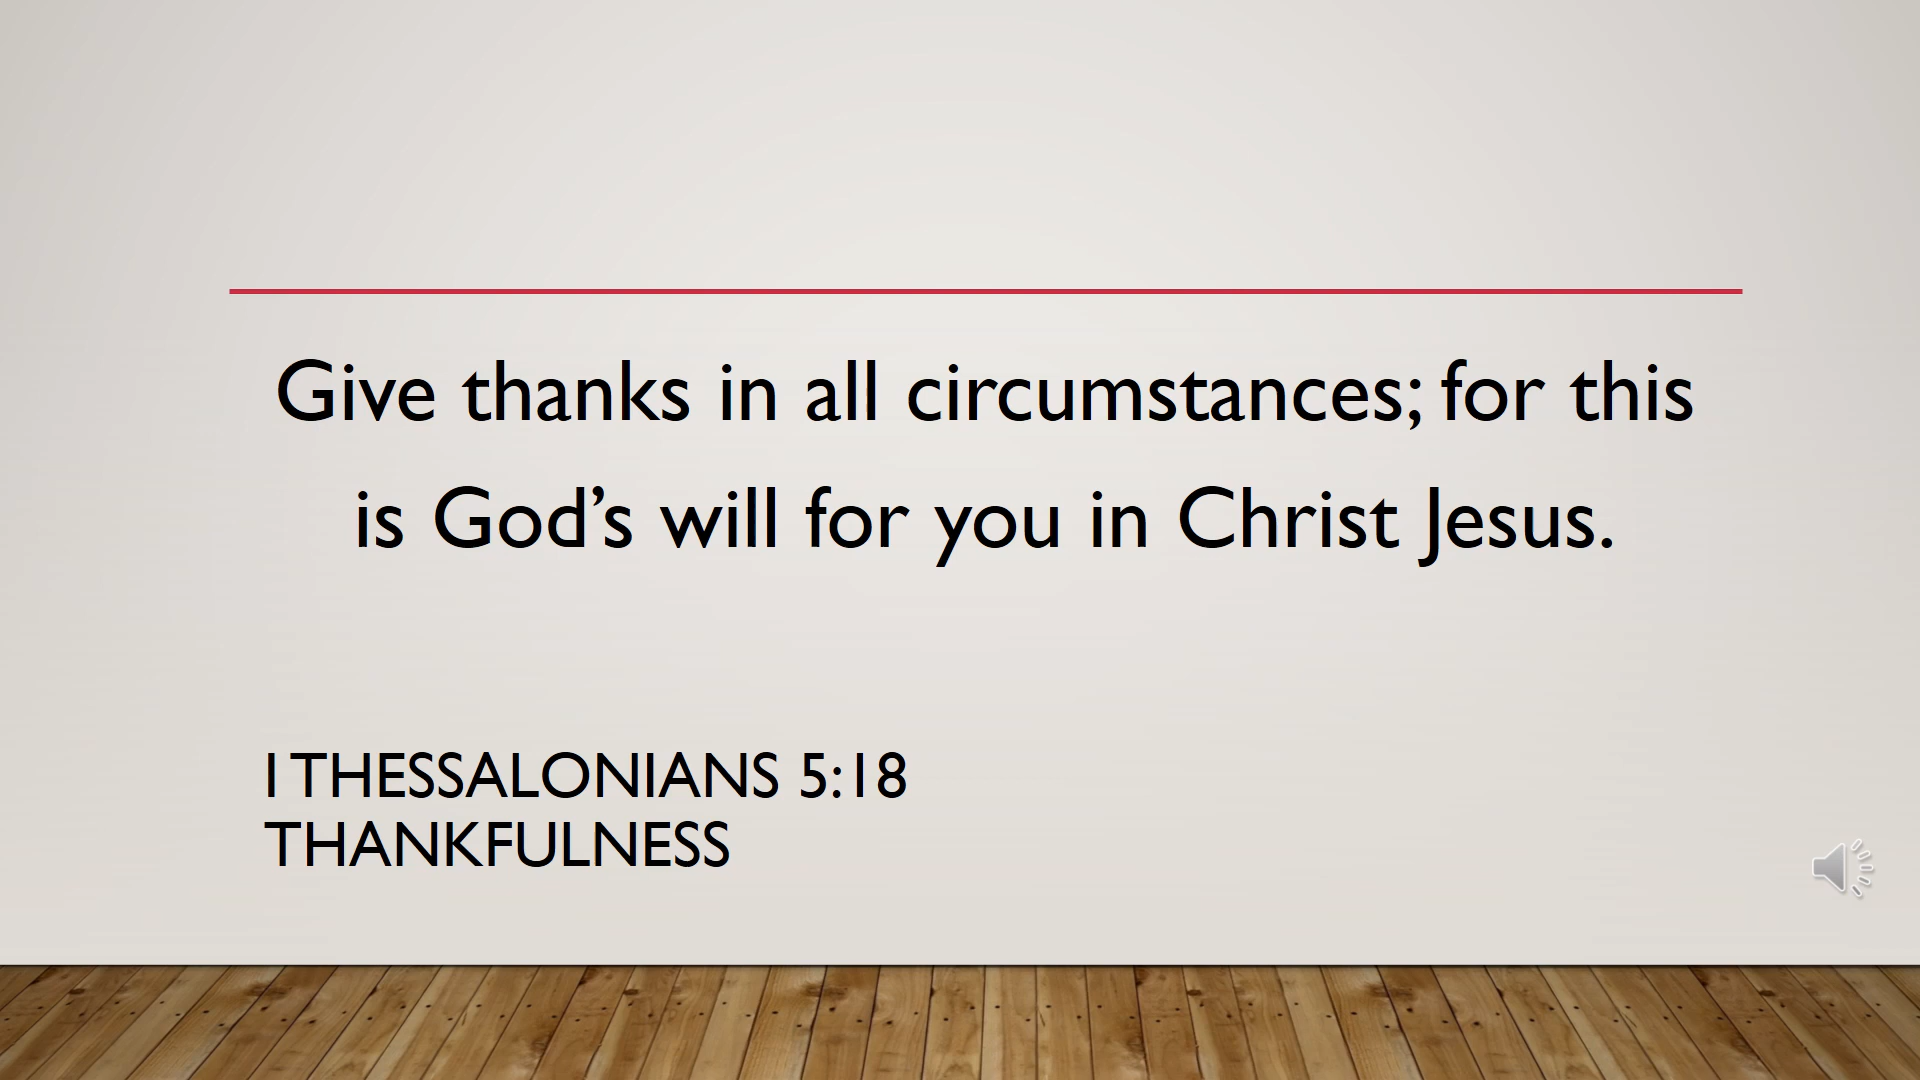 Give thanks in all circumstances; for this
is God’s will for you in Christ Jesus.
1 THESSALONIANS 5:18
THANKFULNESS